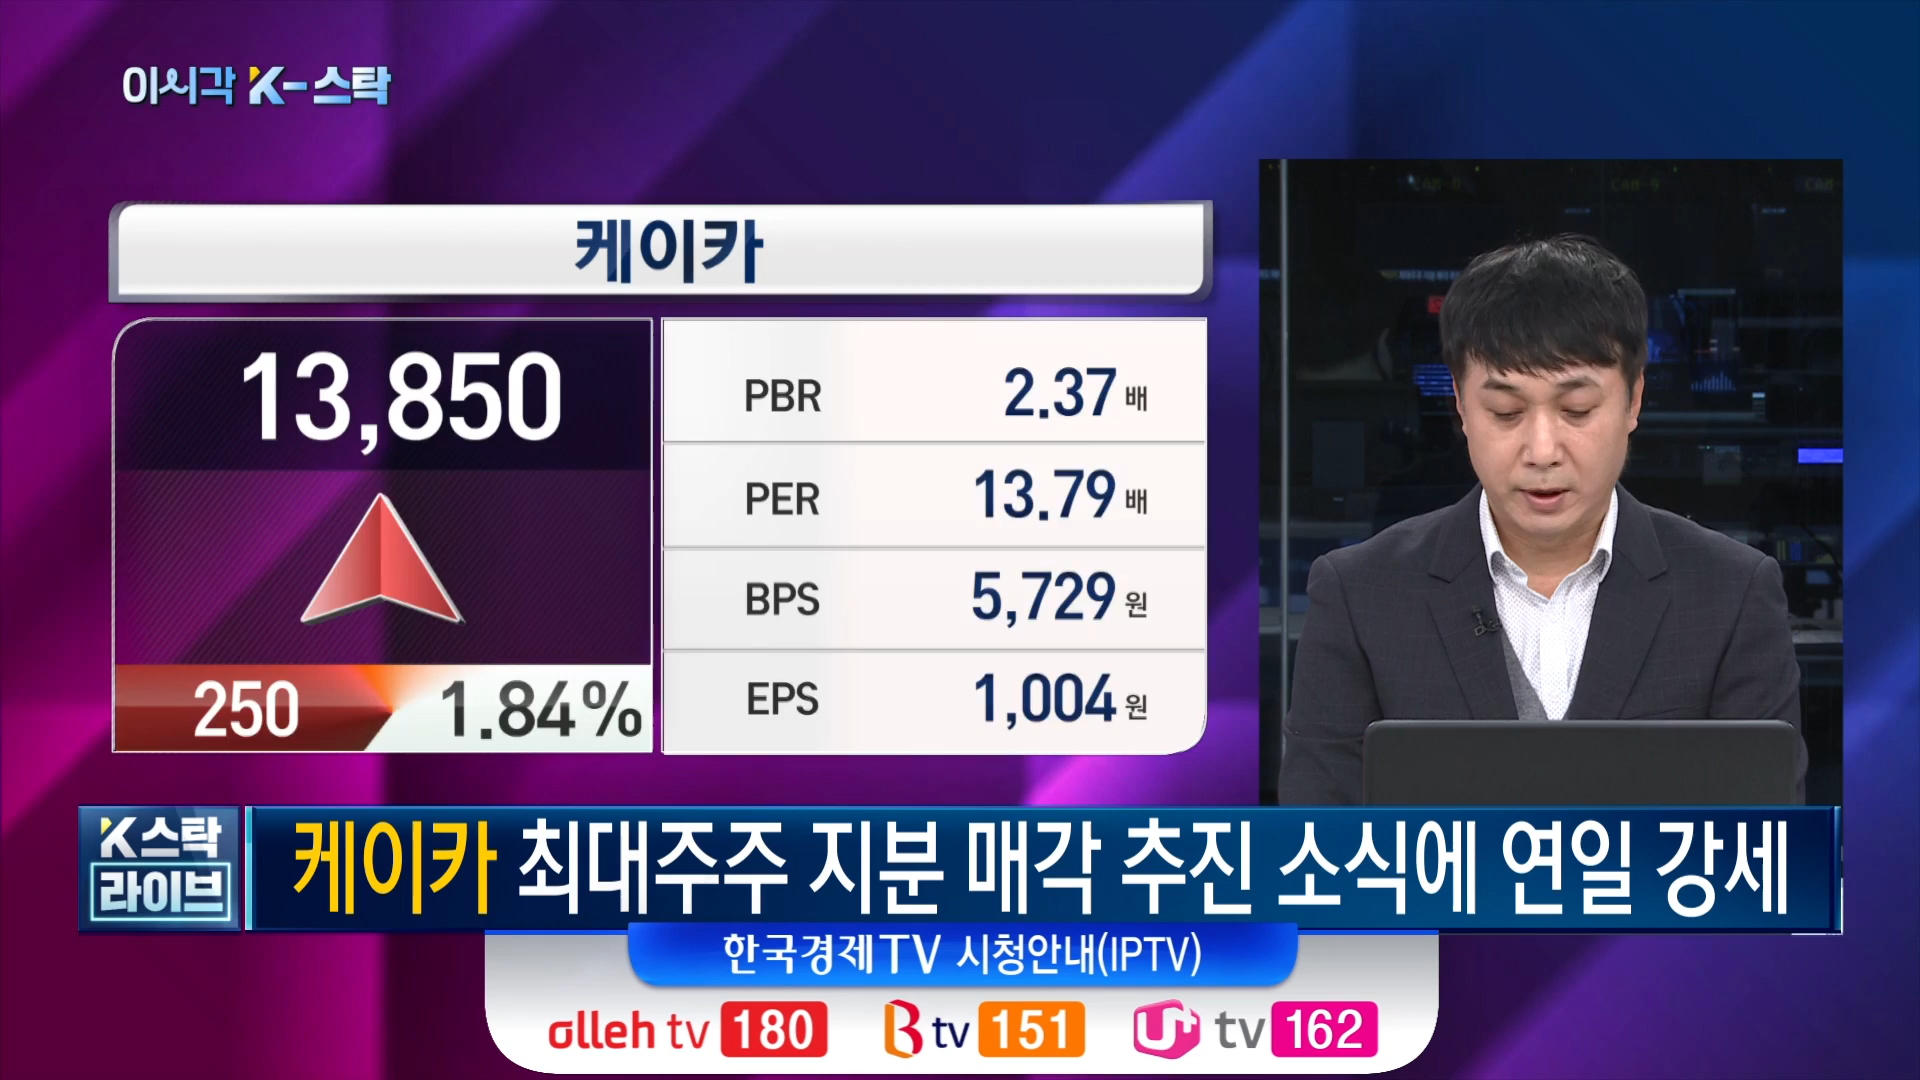 이시각 K-스탁
케이카
13,850
250 1.84%
PBR 2.37 배
PER 13.79 배
BPS 5,729 원
EPS 1,004 원
K스탁
라이브
케이카 최대주주 지분 매각 추진 소식에 연일 강세
한국경제TV 시청안내(IPTV)
olleh tv 180 B tv 151 U+ tv 162